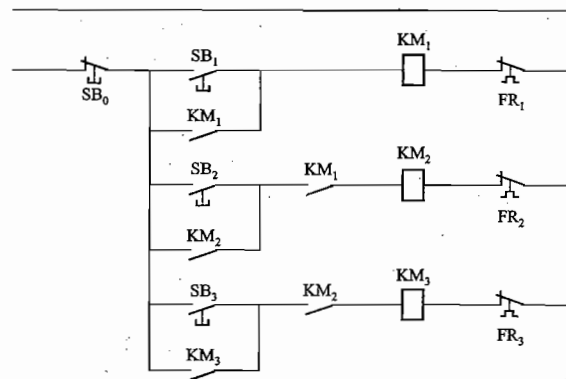 SB₁ KM₁
SB₀ FR₁
KM₁
SB₂ KM₁ KM₂
KM₂ FR₂
SB₃ KM₂ KM₃
KM₃ FR₃